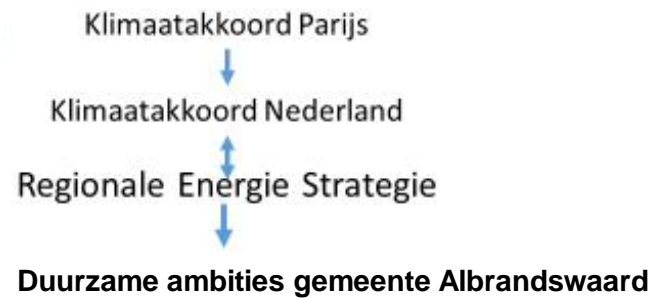 Klimaatakkoord Parijs
Klimaatakkoord Nederland
Regionale Energie Strategie
Duurzame ambities gemeente Albrandswaard